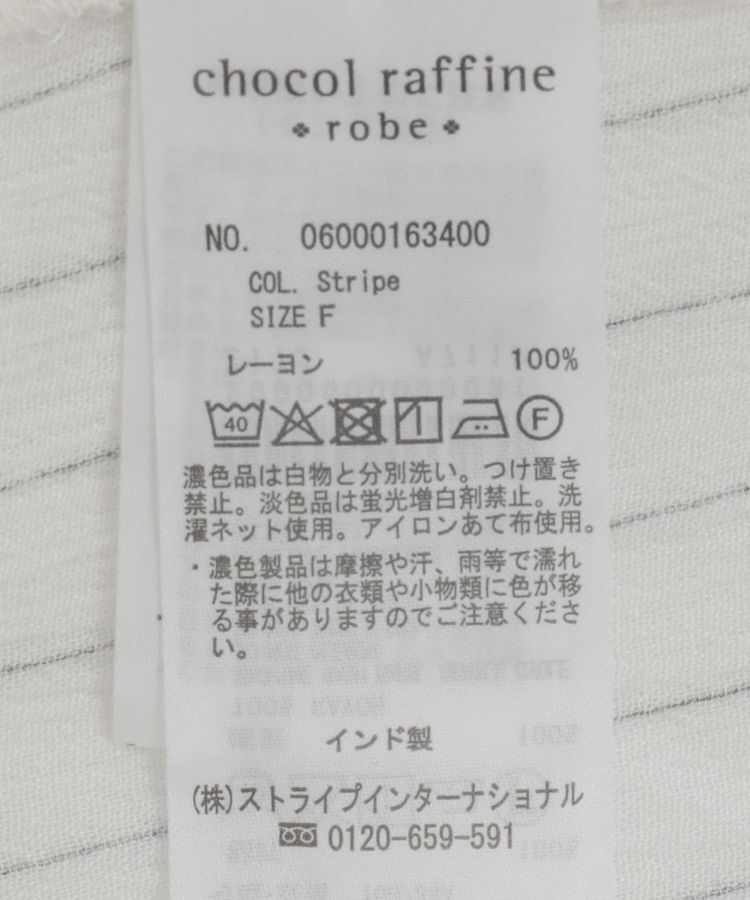 chocol raffine
robe
NO. 06000163400
COL. Stripe
SIZE F
レーヨン 100%
40 F
濃色品は白物と分別洗い。つけ置き
禁止。淡色品は蛍光増白剤禁止。洗
濯ネット使用。アイロンあて布使用。
・濃色製品は摩擦や汗、雨等で濡れ
た際に他の衣類や小物類に色が移
る事がありますのでご注意くださ
い。
インド製
(株)ストライプインターナショナル
0120-659-591